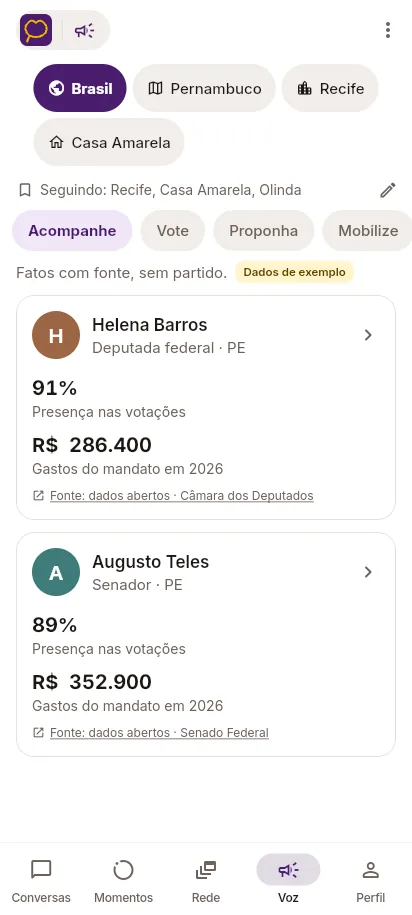 Brasil
Pernambuco
Recife
Casa Amarela
Seguindo: Recife, Casa Amarela, Olinda
Acompanhe
Vote
Proponha
Mobilize
Fatos com fonte, sem partido.
Dados de exemplo
H
Helena Barros
Deputada federal · PE
91%
Presença nas votações
R$ 286.400
Gastos do mandato em 2026
Fonte: dados abertos · Câmara dos Deputados
A
Augusto Teles
Senador · PE
89%
Presença nas votações
R$ 352.900
Gastos do mandato em 2026
Fonte: dados abertos · Senado Federal
Conversas
Momentos
Rede
Voz
Perfil